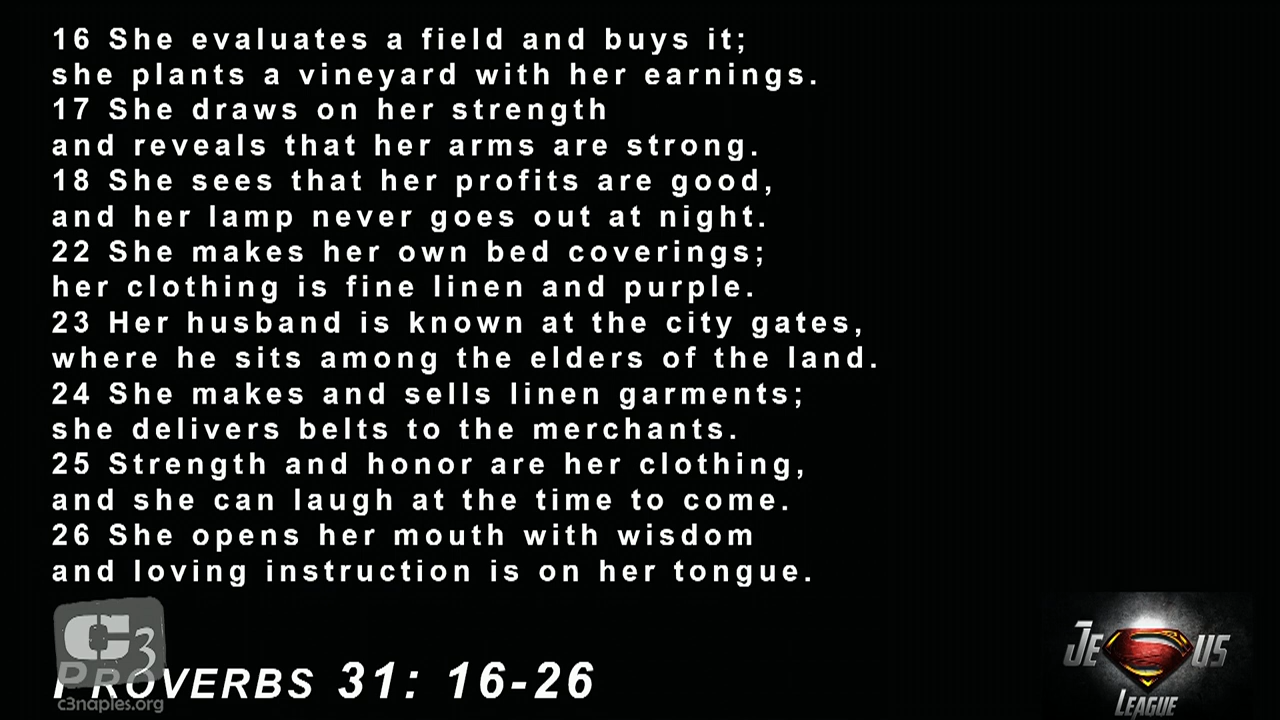 16 She evaluates a field and buys it;
she plants a vineyard with her earnings.
17 She draws on her strength
and reveals that her arms are strong.
18 She sees that her profits are good,
and her lamp never goes out at night.
22 She makes her own bed coverings;
her clothing is fine linen and purple.
23 Her husband is known at the city gates,
where he sits among the elders of the land.
24 She makes and sells linen garments;
she delivers belts to the merchants.
25 Strength and honor are her clothing,
and she can laugh at the time to come.
26 She opens her mouth with wisdom
and loving instruction is on her tongue.
C3
PROVERBS 31: 16-26
c3naples.org
JESUS
LEAGUE